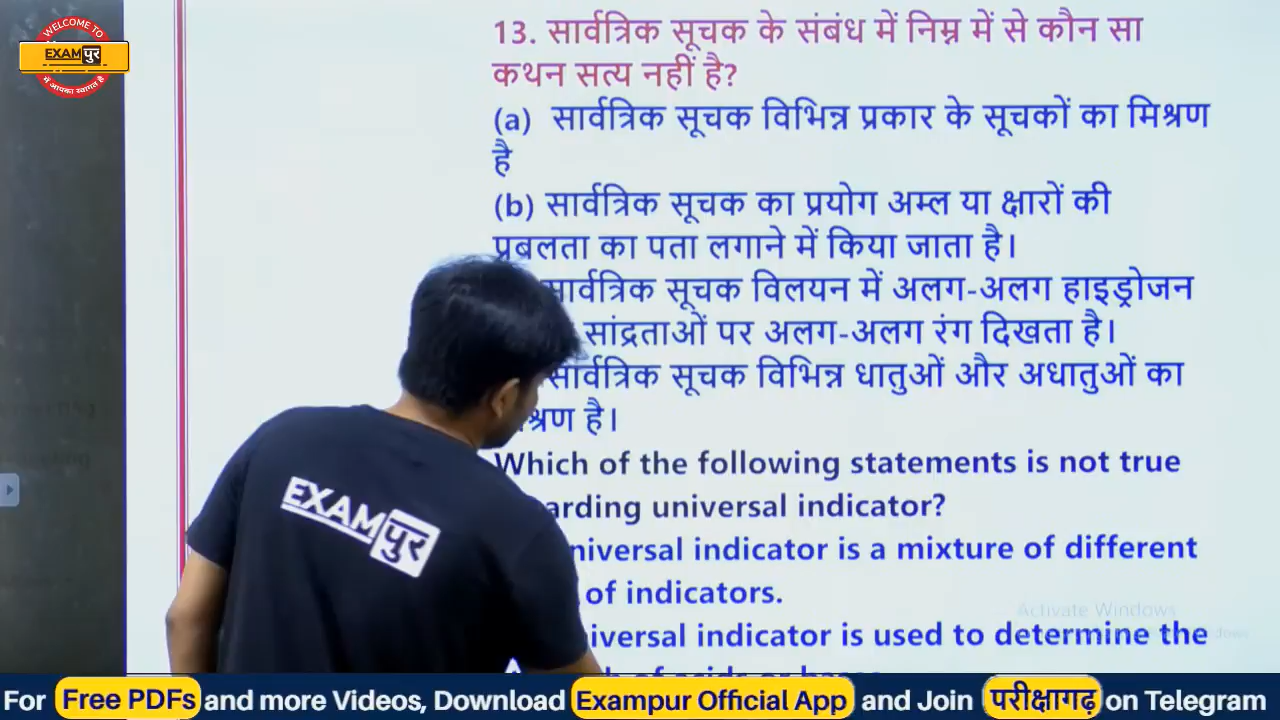 WELCOME TO
EXAMपुर
में आपका स्वागत है
13. सार्वत्रिक सूचक के संबंध में निम्न में से कौन सा
कथन सत्य नहीं है?
(a) सार्वत्रिक सूचक विभिन्न प्रकार के सूचकों का मिश्रण
है
(b) सार्वत्रिक सूचक का प्रयोग अम्ल या क्षारों की
प्रबलता का पता लगाने में किया जाता है।
सार्वत्रिक सूचक विलयन में अलग-अलग हाइड्रोजन
सांद्रताओं पर अलग-अलग रंग दिखता है।
सार्वत्रिक सूचक विभिन्न धातुओं और अधातुओं का
है।
Which of the following statements is not true
universal indicator?
indicator is a mixture of different
of indicators.
indicator is used to determine the
EXAMपुर
Activate Windows
For Free PDFs and more Videos, Download Exampur Official App and Join परीक्षागढ़ on Telegram